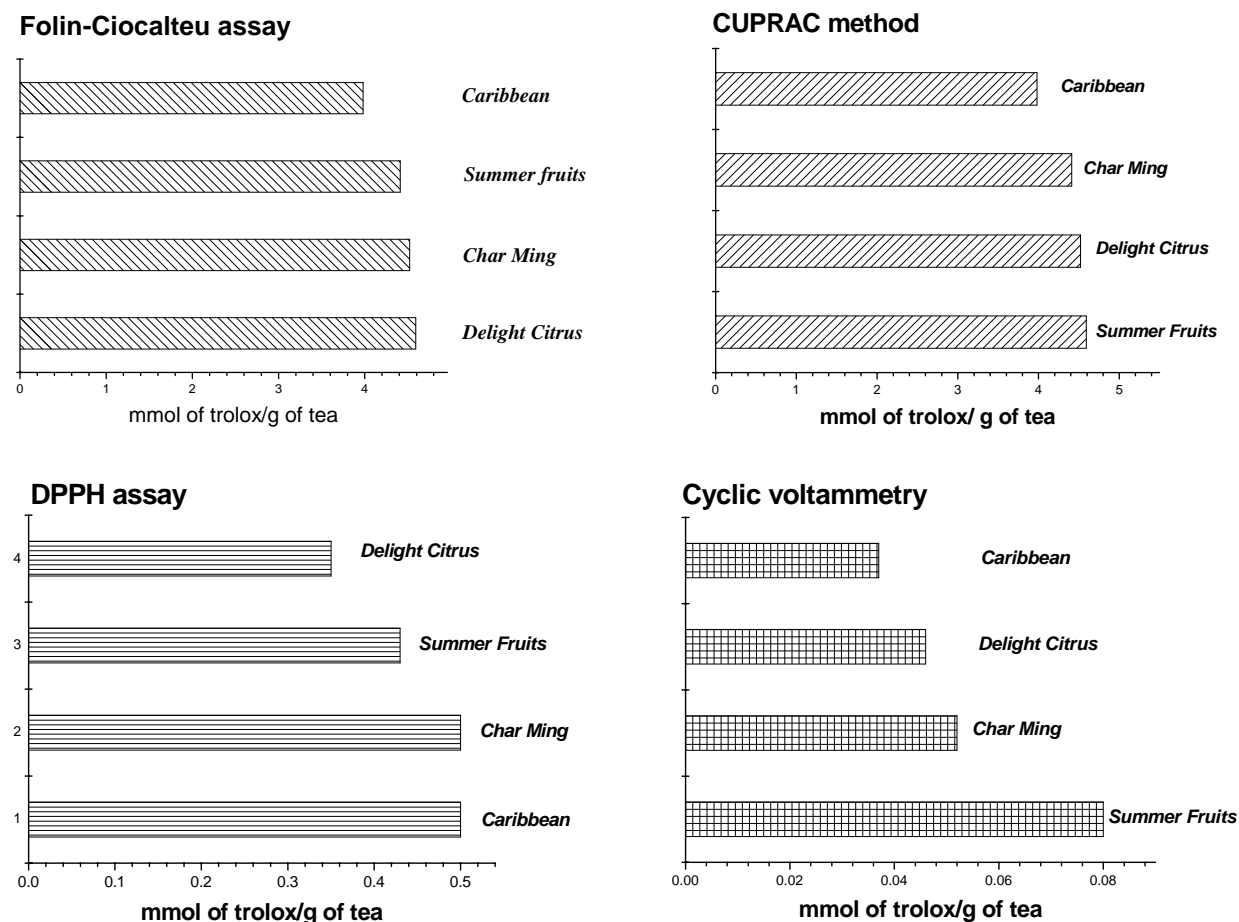 Folin-Ciocalteu assay
Caribbean
Summer fruits
Char Ming
Delight Citrus
0 1 2 3 4
mmol of trolox/g of tea
CUPRAC method
Caribbean
Char Ming
Delight Citrus
Summer Fruits
0 1 2 3 4 5
mmol of trolox/ g of tea
DPPH assay
4 Delight Citrus
3 Summer Fruits
2 Char Ming
1 Caribbean
0.0 0.1 0.2 0.3 0.4 0.5
mmol of trolox/g of tea
Cyclic voltammetry
Caribbean
Delight Citrus
Char Ming
Summer Fruits
0.00 0.02 0.04 0.06 0.08
mmol of trolox/g of tea